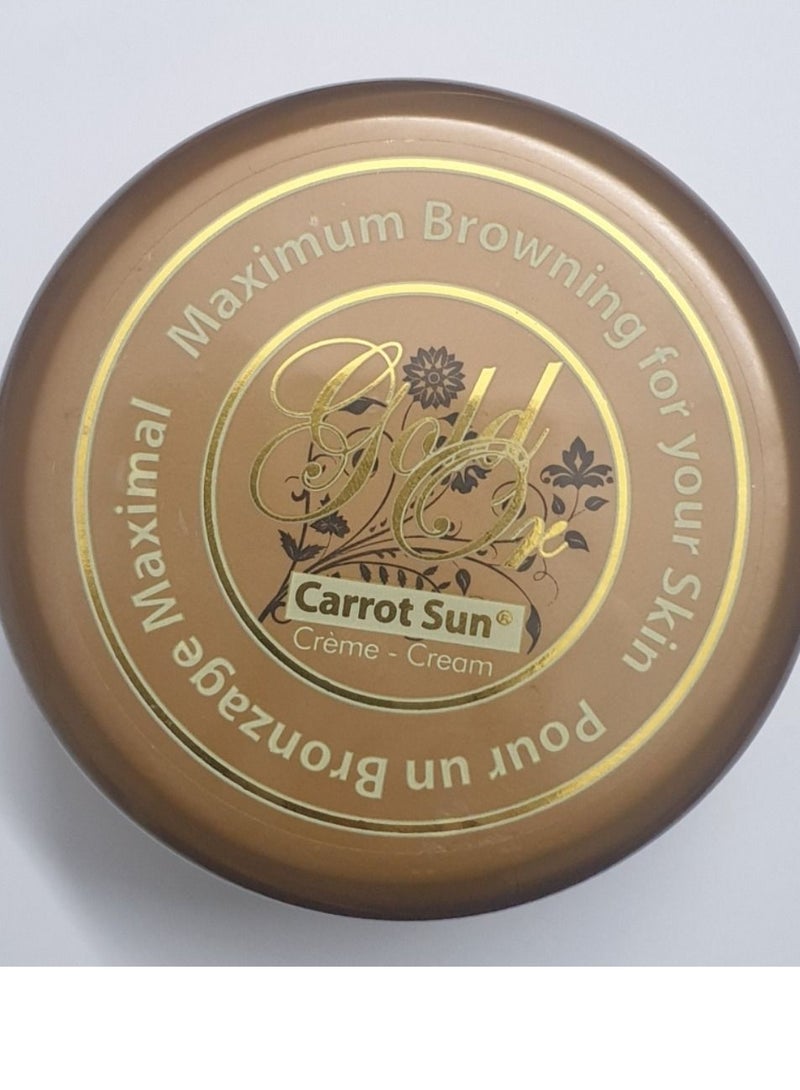 Maximum Browning for your Skin
Gold
Or
Carrot Sun®
Crème - Cream
Pour un Bronzage Maximal